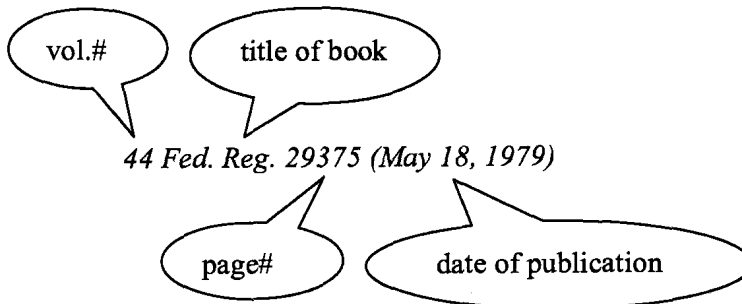 vol.# title of book
44 Fed. Reg. 29375 (May 18, 1979)
page# date of publication